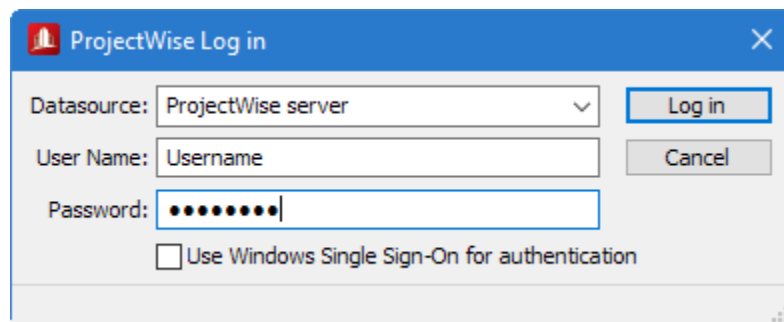 ProjectWise Log in
Datasource: ProjectWise server Log in
User Name: Username Cancel
Password: ●●●●●●●●
Use Windows Single Sign-On for authentication